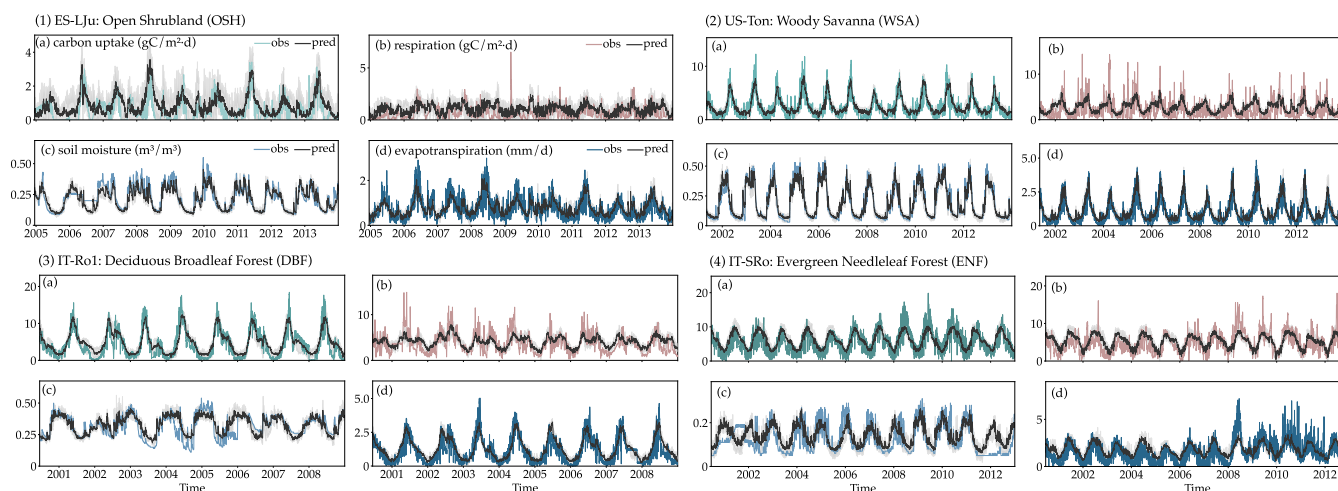 (1) ES-LJu: Open Shrubland (OSH)
(a) carbon uptake (gC/m²·d) obs pred
4
2
0
(b) respiration (gC/m²·d) obs pred
5
0
(c) soil moisture (m³/m³) obs pred
0.50
0.25
0
2005 2006 2007 2008 2009 2010 2011 2012 2013
(d) evapotranspiration (mm/d) obs pred
2
0
2005 2006 2007 2008 2009 2010 2011 2012 2013
(2) US-Ton: Woody Savanna (WSA)
(a)
10
0
(b)
10
0
(c)
0.50
0.25
0
2002 2004 2006 2008 2010 2012
(d)
5.0
2.5
0
2002 2004 2006 2008 2010 2012
(3) IT-Ro1: Deciduous Broadleaf Forest (DBF)
(a)
20
10
0
(b)
10
0
(c)
0.50
0.25
0
2001 2002 2003 2004 2005 2006 2007 2008
Time
(d)
5.0
2.5
0
2001 2002 2003 2004 2005 2006 2007 2008
Time
(4) IT-SRo: Evergreen Needleleaf Forest (ENF)
(a)
20
10
0
(b)
20
10
0
(c)
0.2
0
2002 2004 2006 2008 2010 2012
Time
(d)
5
0
2002 2004 2006 2008 2010 2012
Time